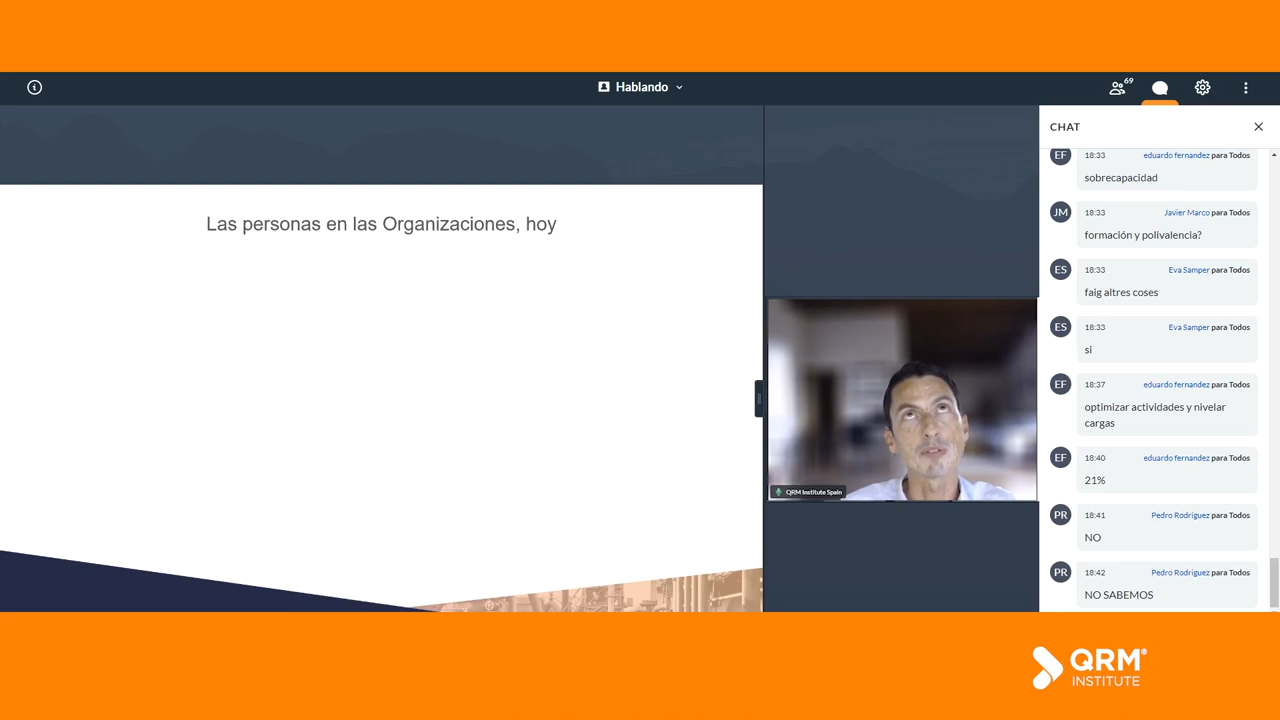 Hablando
69
Las personas en las Organizaciones, hoy
QRM Institute Spain
CHAT
EF
18:33
eduardo fernandez para Todos
sobrecapacidad
JM
18:33
Javier Marco para Todos
formación y polivalencia?
ES
18:33
Eva Samper para Todos
faig altres coses
ES
18:33
Eva Samper para Todos
si
EF
18:37
eduardo fernandez para Todos
optimizar actividades y nivelar
cargas
EF
18:40
eduardo fernandez para Todos
21%
PR
18:41
Pedro Rodriguez para Todos
NO
PR
18:42
Pedro Rodriguez para Todos
NO SABEMOS
QRM®
INSTITUTE